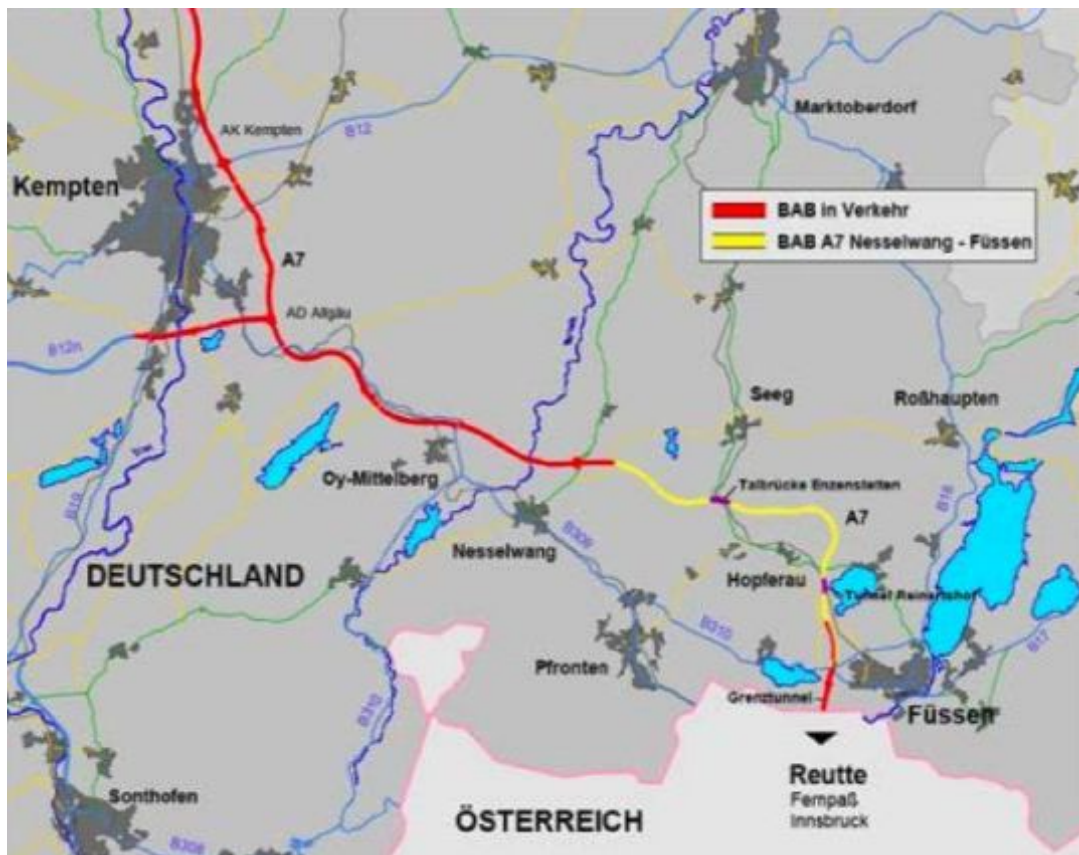 Marktoberdorf
AK Kempten
B12
Kempten
BAB in Verkehr
BAB A7 Nesselwang - Füssen
A7
AD Allgäu
B12n
Seeg
Roßhaupten
Oy-Mittelberg
Talbrücke Enzenstetten
B19
B16
A7
Nesselwang
B309
DEUTSCHLAND
Hopferau
Tunnel Reinertshof
B310
B17
Pfronten
Grenztunnel
B310
Füssen
Reutte
Fernpaß
Innsbruck
Sonthofen
ÖSTERREICH
B308